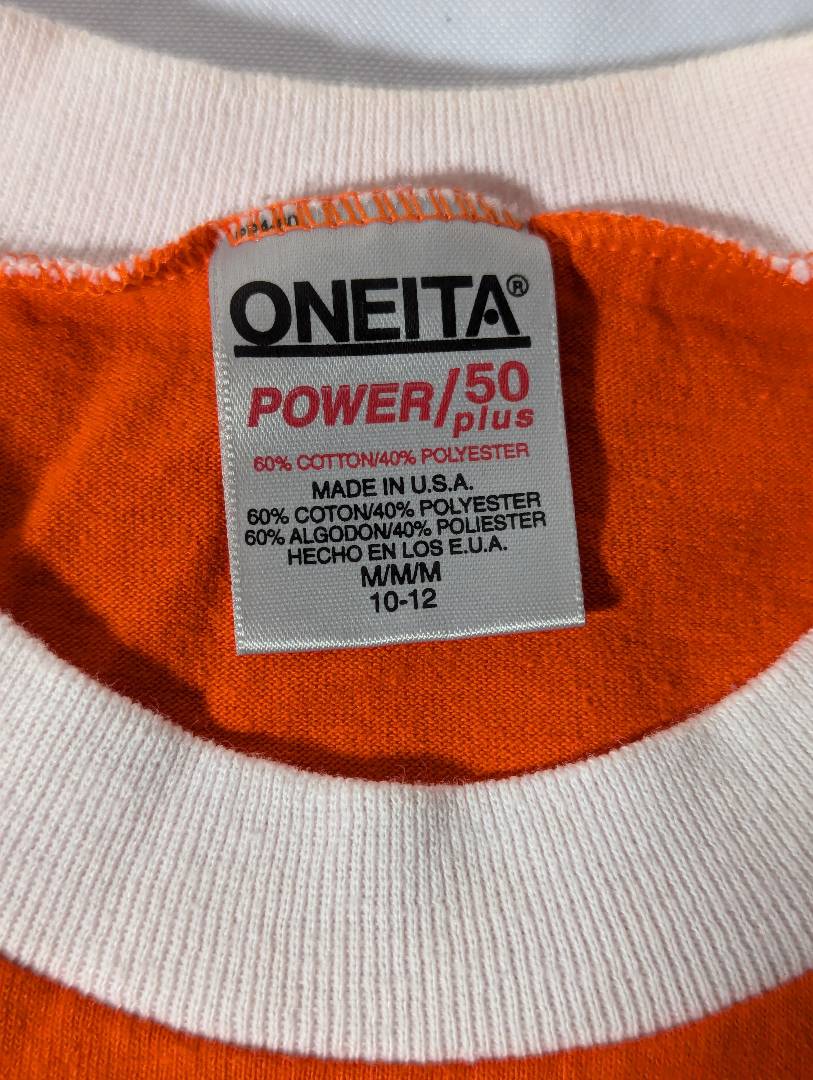 ONEITA®
POWER/50
plus
60% COTTON/40% POLYESTER
MADE IN U.S.A.
60% COTON/40% POLYESTER
60% ALGODON/40% POLIESTER
HECHO EN LOS E.U.A.
M/M/M
10-12